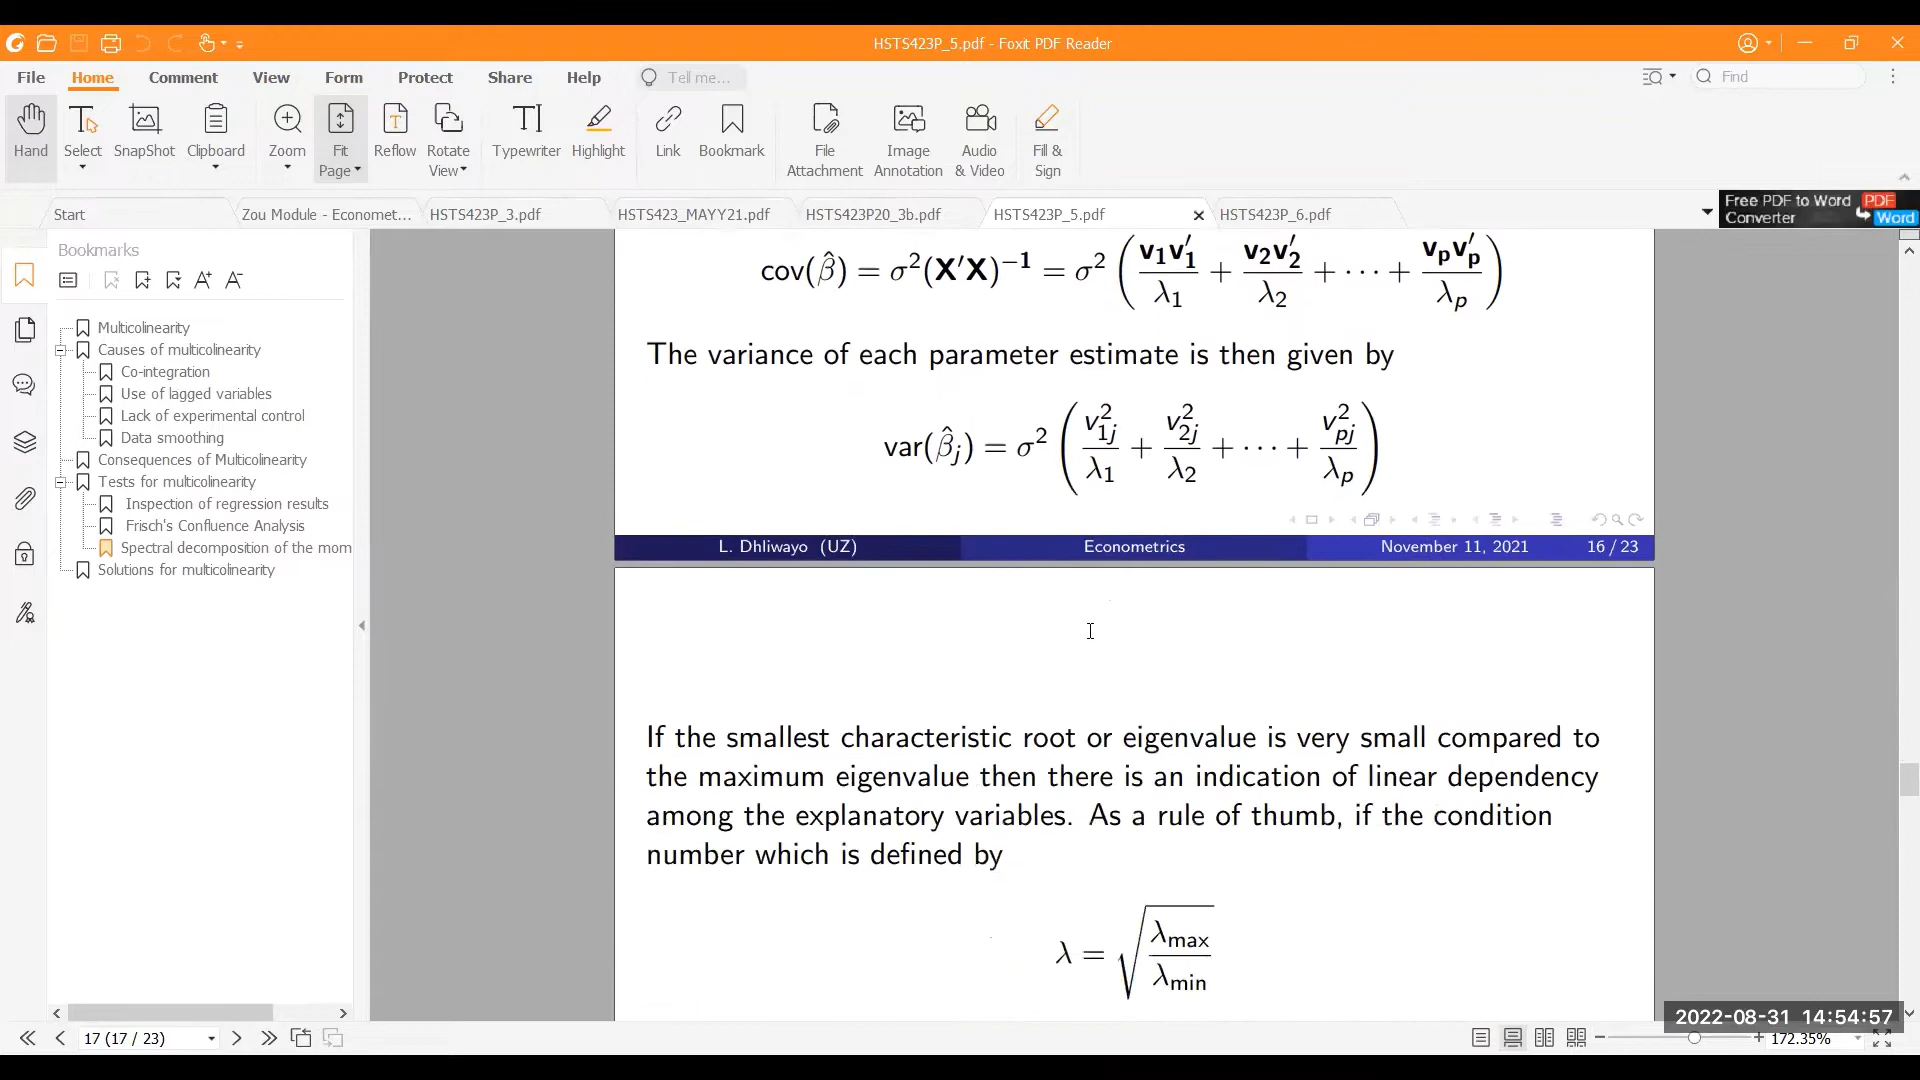 HSTS423P_5.pdf - Foxit PDF Reader
File Home Comment View Form Protect Share Help Tell me... Find
Hand Select SnapShot Clipboard Zoom Fit Page Reflow Rotate View Typewriter Highlight Link Bookmark File Attachment Image Annotation Audio & Video Fill & Sign
Start Zou Module - Economet... HSTS423P_3.pdf HSTS423_MAYY21.pdf HSTS423P20_3b.pdf HSTS423P_5.pdf HSTS423P_6.pdf
Free PDF to Word Converter PDF Word
Bookmarks
Multicolinearity
Causes of multicolinearity
Co-integration
Use of lagged variables
Lack of experimental control
Data smoothing
Consequences of Multicolinearity
Tests for multicolinearity
Inspection of regression results
Frisch's Confluence Analysis
Spectral decomposition of the mom
Solutions for multicolinearity
cov(β̂) = σ²(X′X)⁻¹ = σ² (v₁v₁′/λ₁ + v₂v₂′/λ₂ + ··· + vₚvₚ′/λₚ)
The variance of each parameter estimate is then given by
var(β̂ⱼ) = σ² (v²₁ⱼ/λ₁ + v²₂ⱼ/λ₂ + ··· + v²ₚⱼ/λₚ)
L. Dhliwayo (UZ) Econometrics November 11, 2021 16 / 23
If the smallest characteristic root or eigenvalue is very small compared to
the maximum eigenvalue then there is an indication of linear dependency
among the explanatory variables. As a rule of thumb, if the condition
number which is defined by
λ = √(λmax/λmin)
2022-08-31 14:54:57
17 (17 / 23) 172.35%